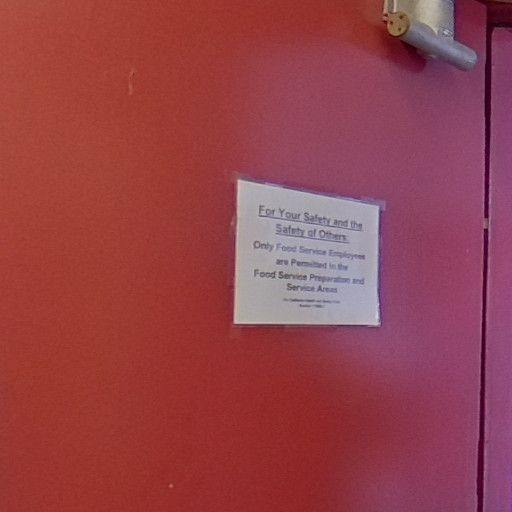 For Your Safety and the
Safety of Others:
Only Food Service Employees
are Permitted in the
Food Service Preparation and
Service Areas